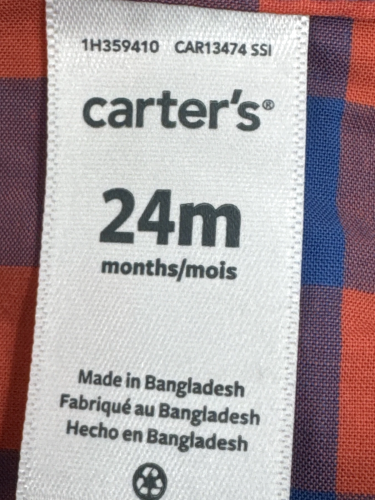 1H359410 CAR13474 SSI
carter's®
24m
months/mois
Made in Bangladesh
Fabriqué au Bangladesh
Hecho en Bangladesh